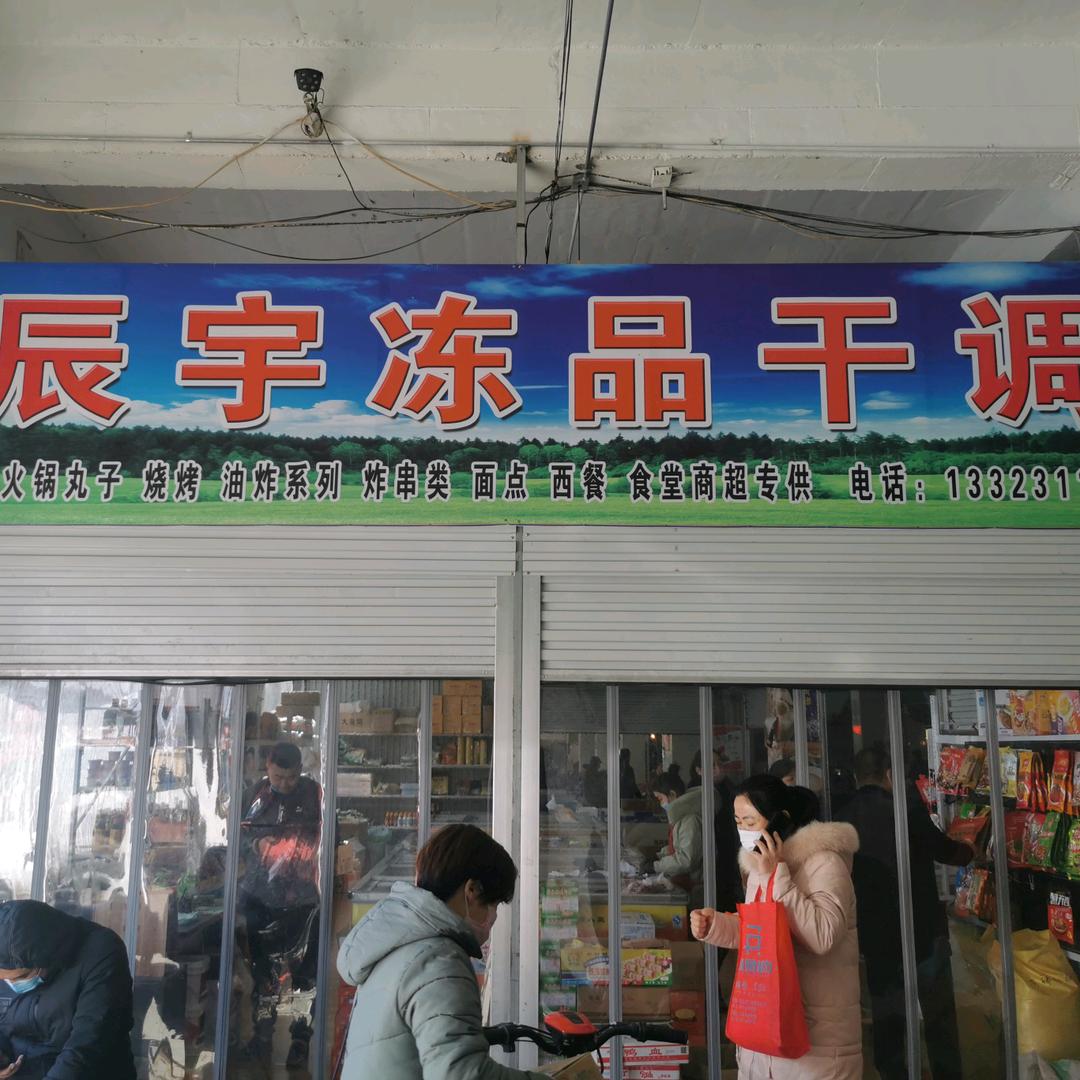 辰宇冻品干调
火锅丸子 烧烤 油炸系列 炸串类 面点 西餐 食堂商超专供 电话：1332311